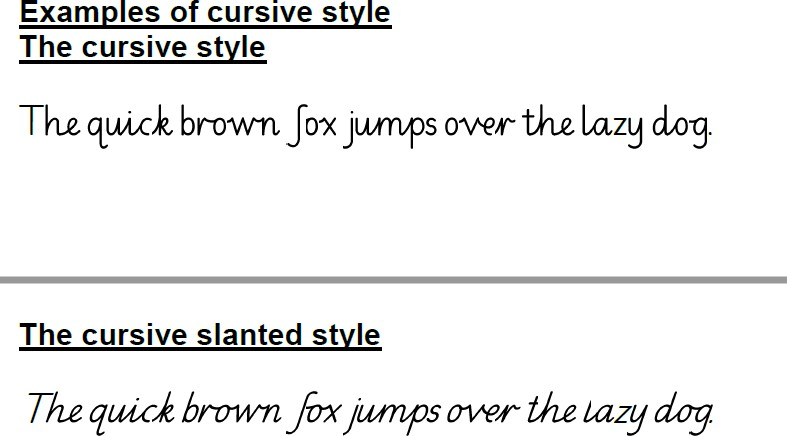 Examples of cursive style
The cursive style
The quick brown fox jumps over the lazy dog.
The cursive slanted style
The quick brown fox jumps over the lazy dog.